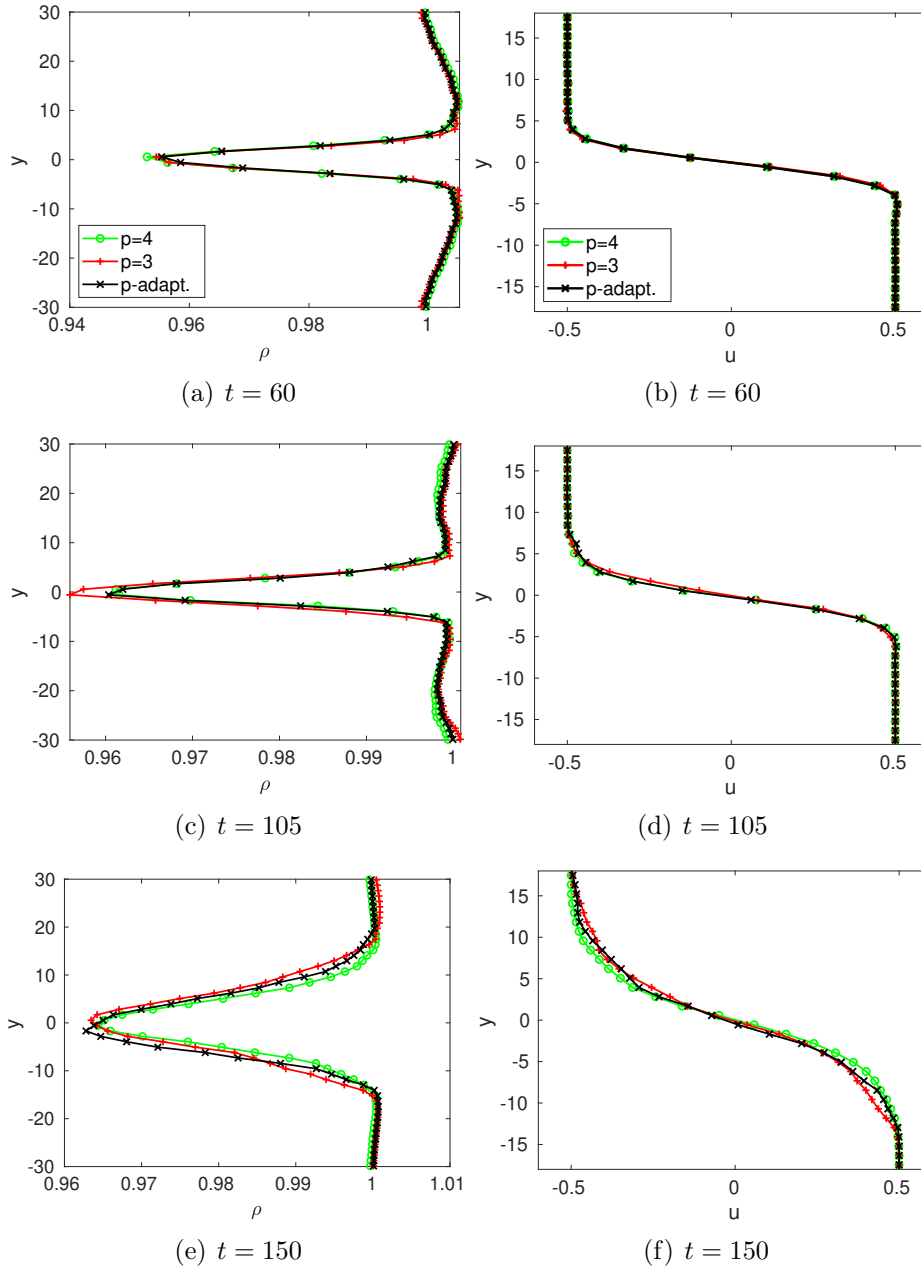 30
20
10
0
-10
-20
-30
y
p=4
p=3
p-adapt.
0.94 0.96 0.98 1
ρ
(a) t = 60
15
10
5
0
-5
-10
-15
y
p=4
p=3
p-adapt.
-0.5 0 0.5
u
(b) t = 60
30
20
10
0
-10
-20
-30
y
0.96 0.97 0.98 0.99 1
ρ
(c) t = 105
15
10
5
0
-5
-10
-15
y
-0.5 0 0.5
u
(d) t = 105
30
20
10
0
-10
-20
-30
y
0.96 0.97 0.98 0.99 1 1.01
ρ
(e) t = 150
15
10
5
0
-5
-10
-15
y
-0.5 0 0.5
u
(f) t = 150